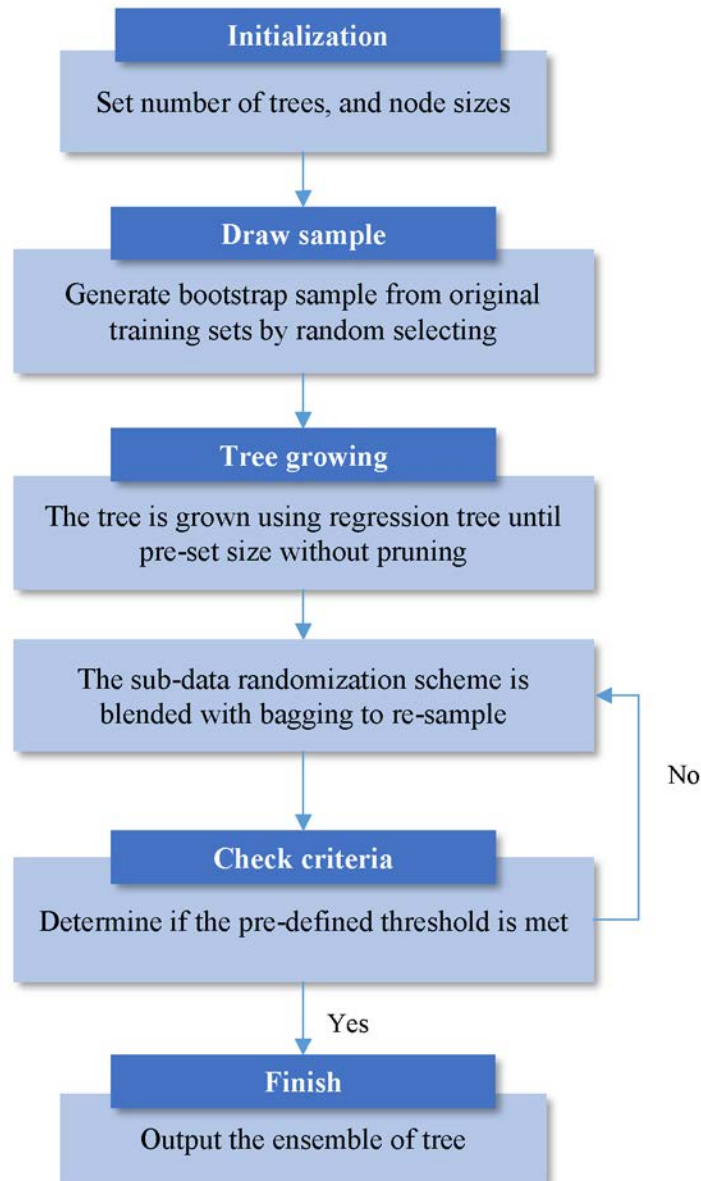 Initialization
Set number of trees, and node sizes
Draw sample
Generate bootstrap sample from original
training sets by random selecting
Tree growing
The tree is grown using regression tree until
pre-set size without pruning
The sub-data randomization scheme is
blended with bagging to re-sample
No
Check criteria
Determine if the pre-defined threshold is met
Yes
Finish
Output the ensemble of tree